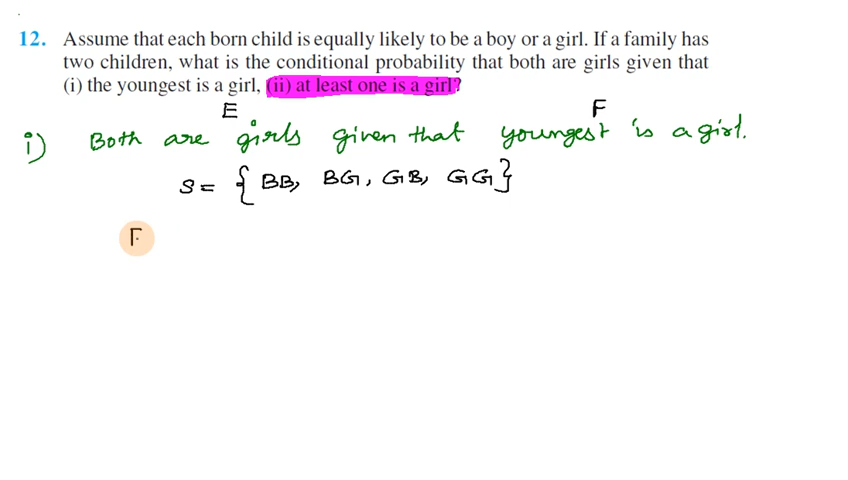 12. Assume that each born child is equally likely to be a boy or a girl. If a family has
two children, what is the conditional probability that both are girls given that
(i) the youngest is a girl, (ii) at least one is a girl?
E F
i) Both are girls given that youngest is a girl.
S = { BB, BG, GB, GG }
F